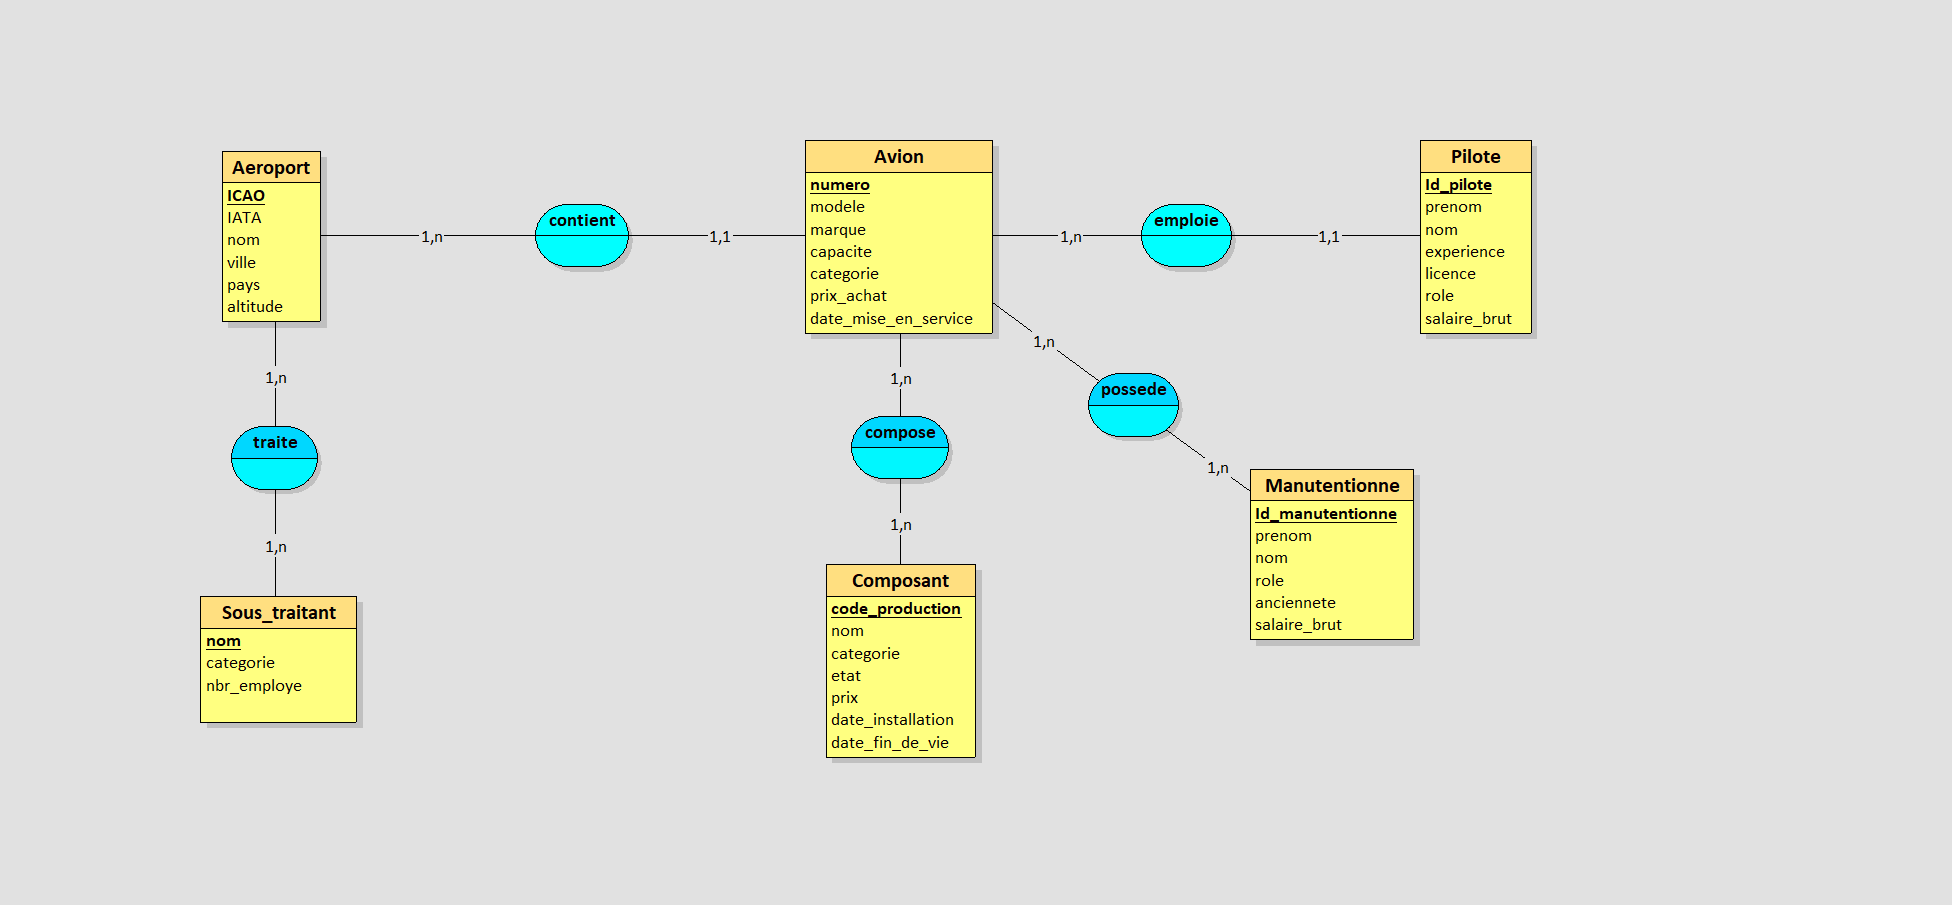 Aeroport
ICAO
IATA
nom
ville
pays
altitude
1,n
contient
1,1
Avion
numero
modele
marque
capacite
categorie
prix_achat
date_mise_en_service
1,n
emploie
1,1
Pilote
Id_pilote
prenom
nom
experience
licence
role
salaire_brut
1,n
traite
1,n
Sous_traitant
nom
categorie
nbr_employe
1,n
compose
1,n
Composant
code_production
nom
categorie
etat
prix
date_installation
date_fin_de_vie
1,n
possede
1,n
Manutentionne
Id_manutentionne
prenom
nom
role
anciennete
salaire_brut